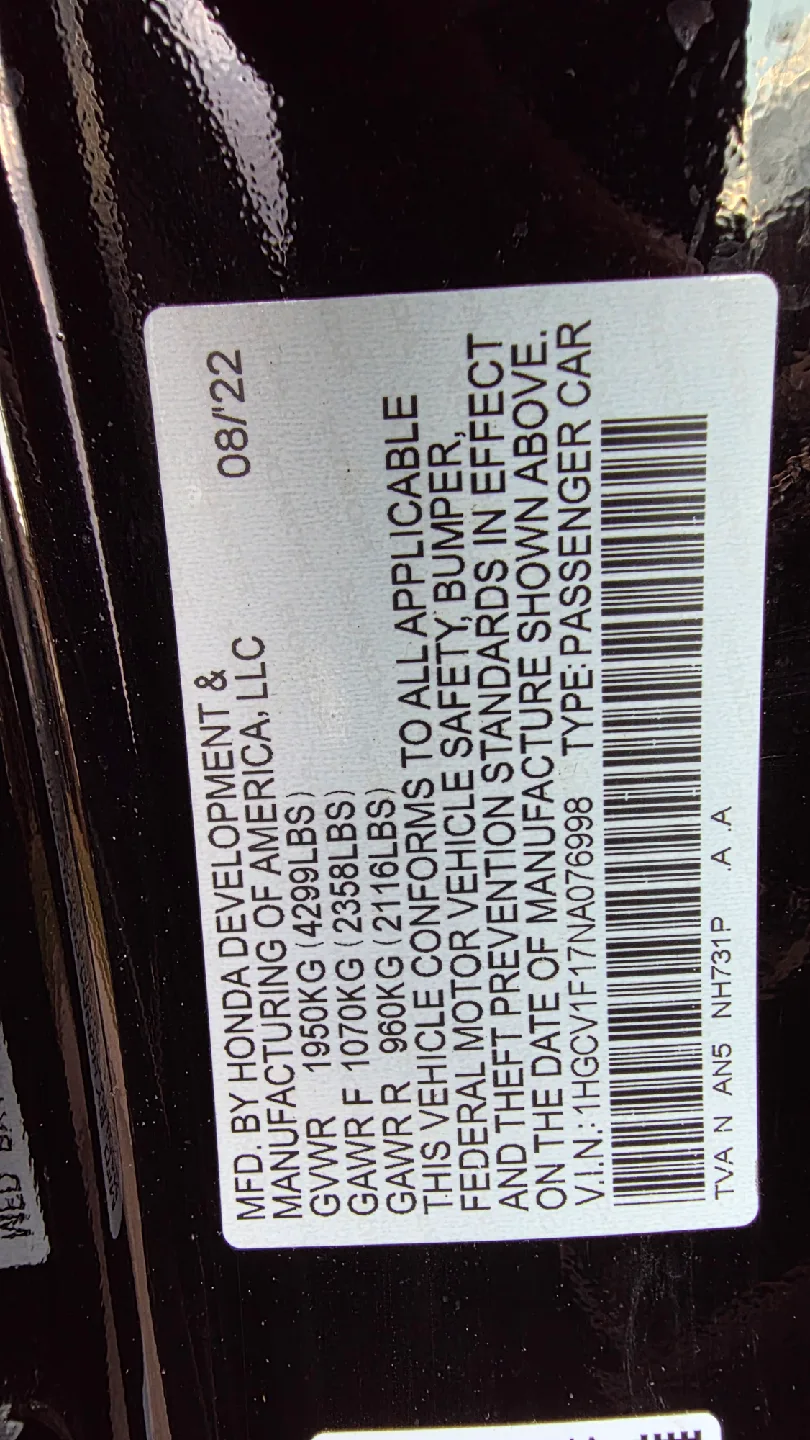 MFD. BY HONDA DEVELOPMENT &
MANUFACTURING OF AMERICA, LLC 08/'22
GVWR 1950KG (4299LBS)
GAWR F 1070KG (2358LBS)
GAWR R 960KG (2116LBS)
THIS VEHICLE CONFORMS TO ALL APPLICABLE
FEDERAL MOTOR VEHICLE SAFETY, BUMPER,
AND THEFT PREVENTION STANDARDS IN EFFECT
ON THE DATE OF MANUFACTURE SHOWN ABOVE.
V.I.N.:1HGCV1F17NA076998 TYPE:PASSENGER CAR
TVA N AN5 NH731P .A .A